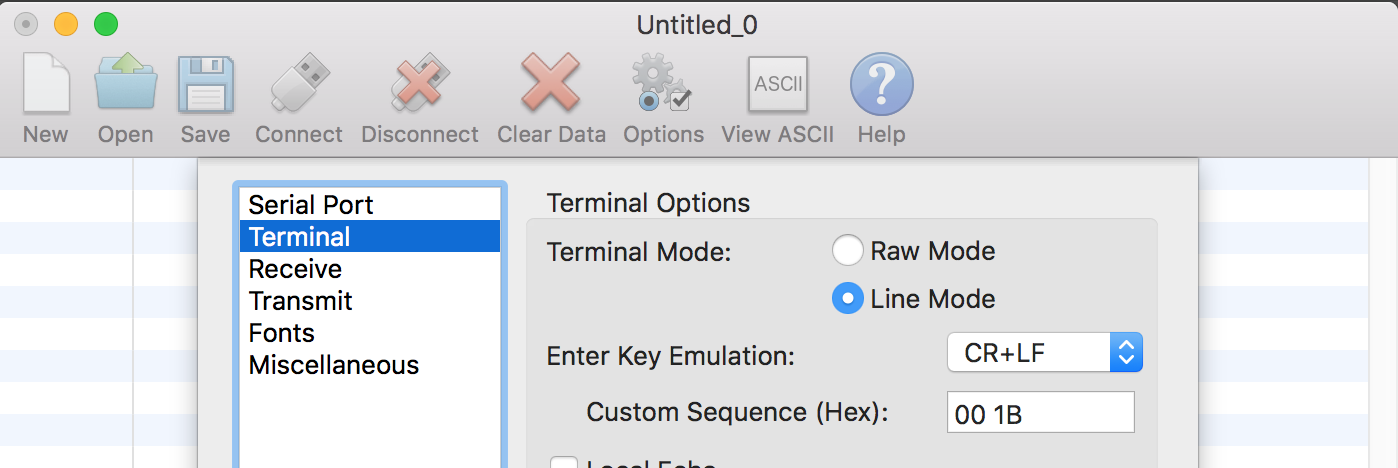 Untitled_0
ASCII
New Open Save Connect Disconnect Clear Data Options View ASCII Help
Serial Port
Terminal
Receive
Transmit
Fonts
Miscellaneous
Terminal Options
Terminal Mode: Raw Mode
Line Mode
Enter Key Emulation: CR+LF
Custom Sequence (Hex): 00 1B
Local Echo